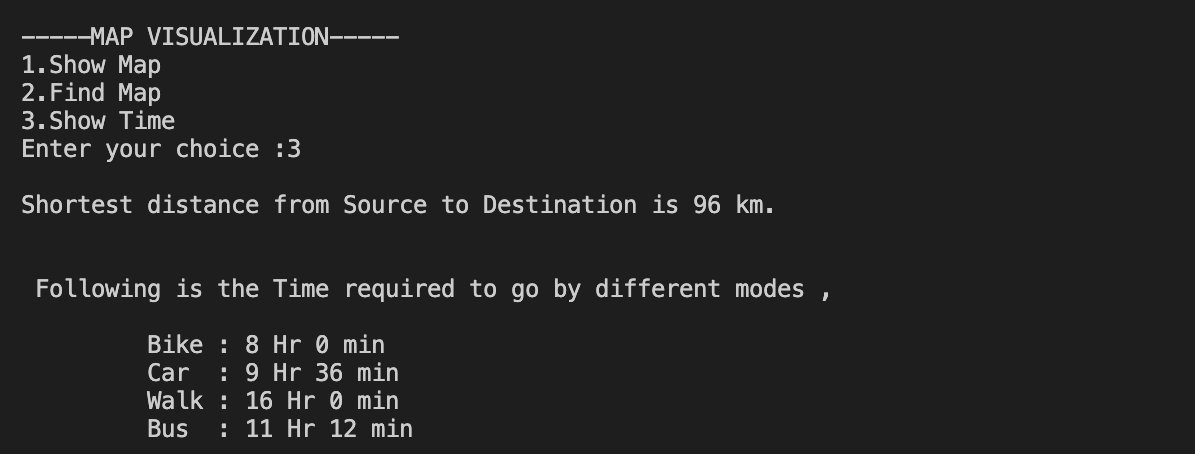 -----MAP VISUALIZATION-----
1.Show Map
2.Find Map
3.Show Time
Enter your choice :3
Shortest distance from Source to Destination is 96 km.
Following is the Time required to go by different modes ,
Bike : 8 Hr 0 min
Car  : 9 Hr 36 min
Walk : 16 Hr 0 min
Bus  : 11 Hr 12 min